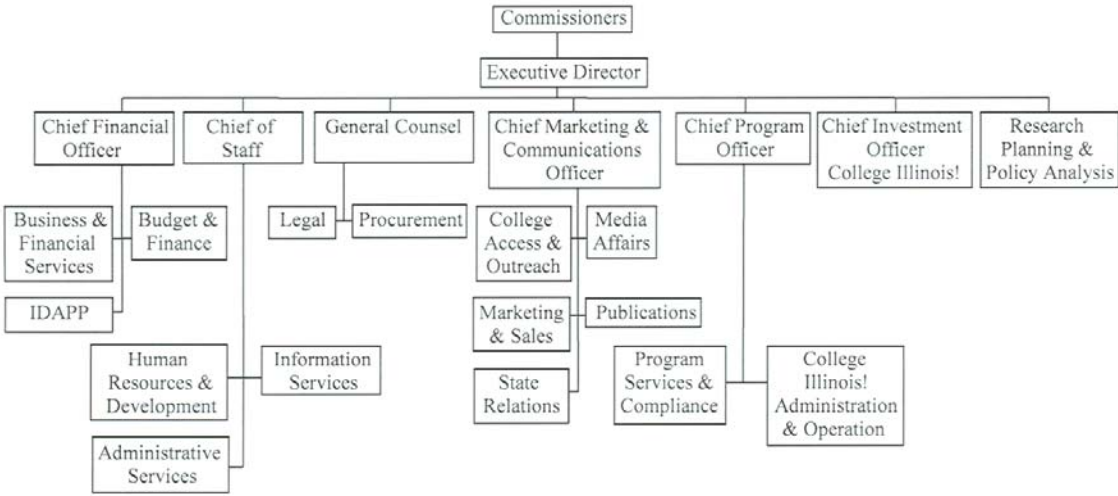 Commissioners
Executive Director
Chief Financial
Officer
Chief of
Staff
General Counsel
Chief Marketing &
Communications
Officer
Chief Program
Officer
Chief Investment
Officer
College Illinois!
Research
Planning &
Policy Analysis
Business &
Financial
Services
Budget &
Finance
IDAPP
Human
Resources &
Development
Information
Services
Administrative
Services
Legal
Procurement
College
Access &
Outreach
Media
Affairs
Marketing
& Sales
Publications
State
Relations
Program
Services &
Compliance
College
Illinois!
Administration
& Operation